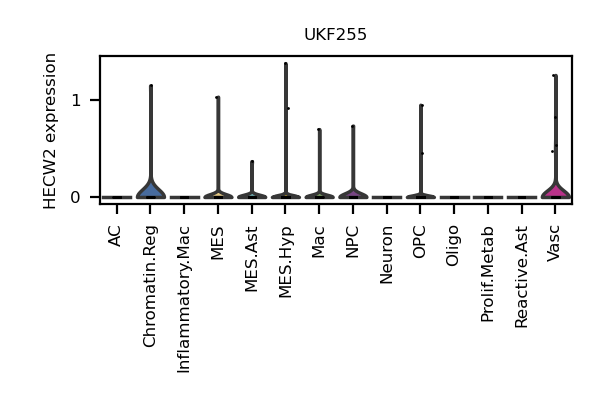 UKF255
HECW2 expression
1
0
AC
Chromatin.Reg
Inflammatory.Mac
MES
MES.Ast
MES.Hyp
Mac
NPC
Neuron
OPC
Oligo
Prolif.Metab
Reactive.Ast
Vasc